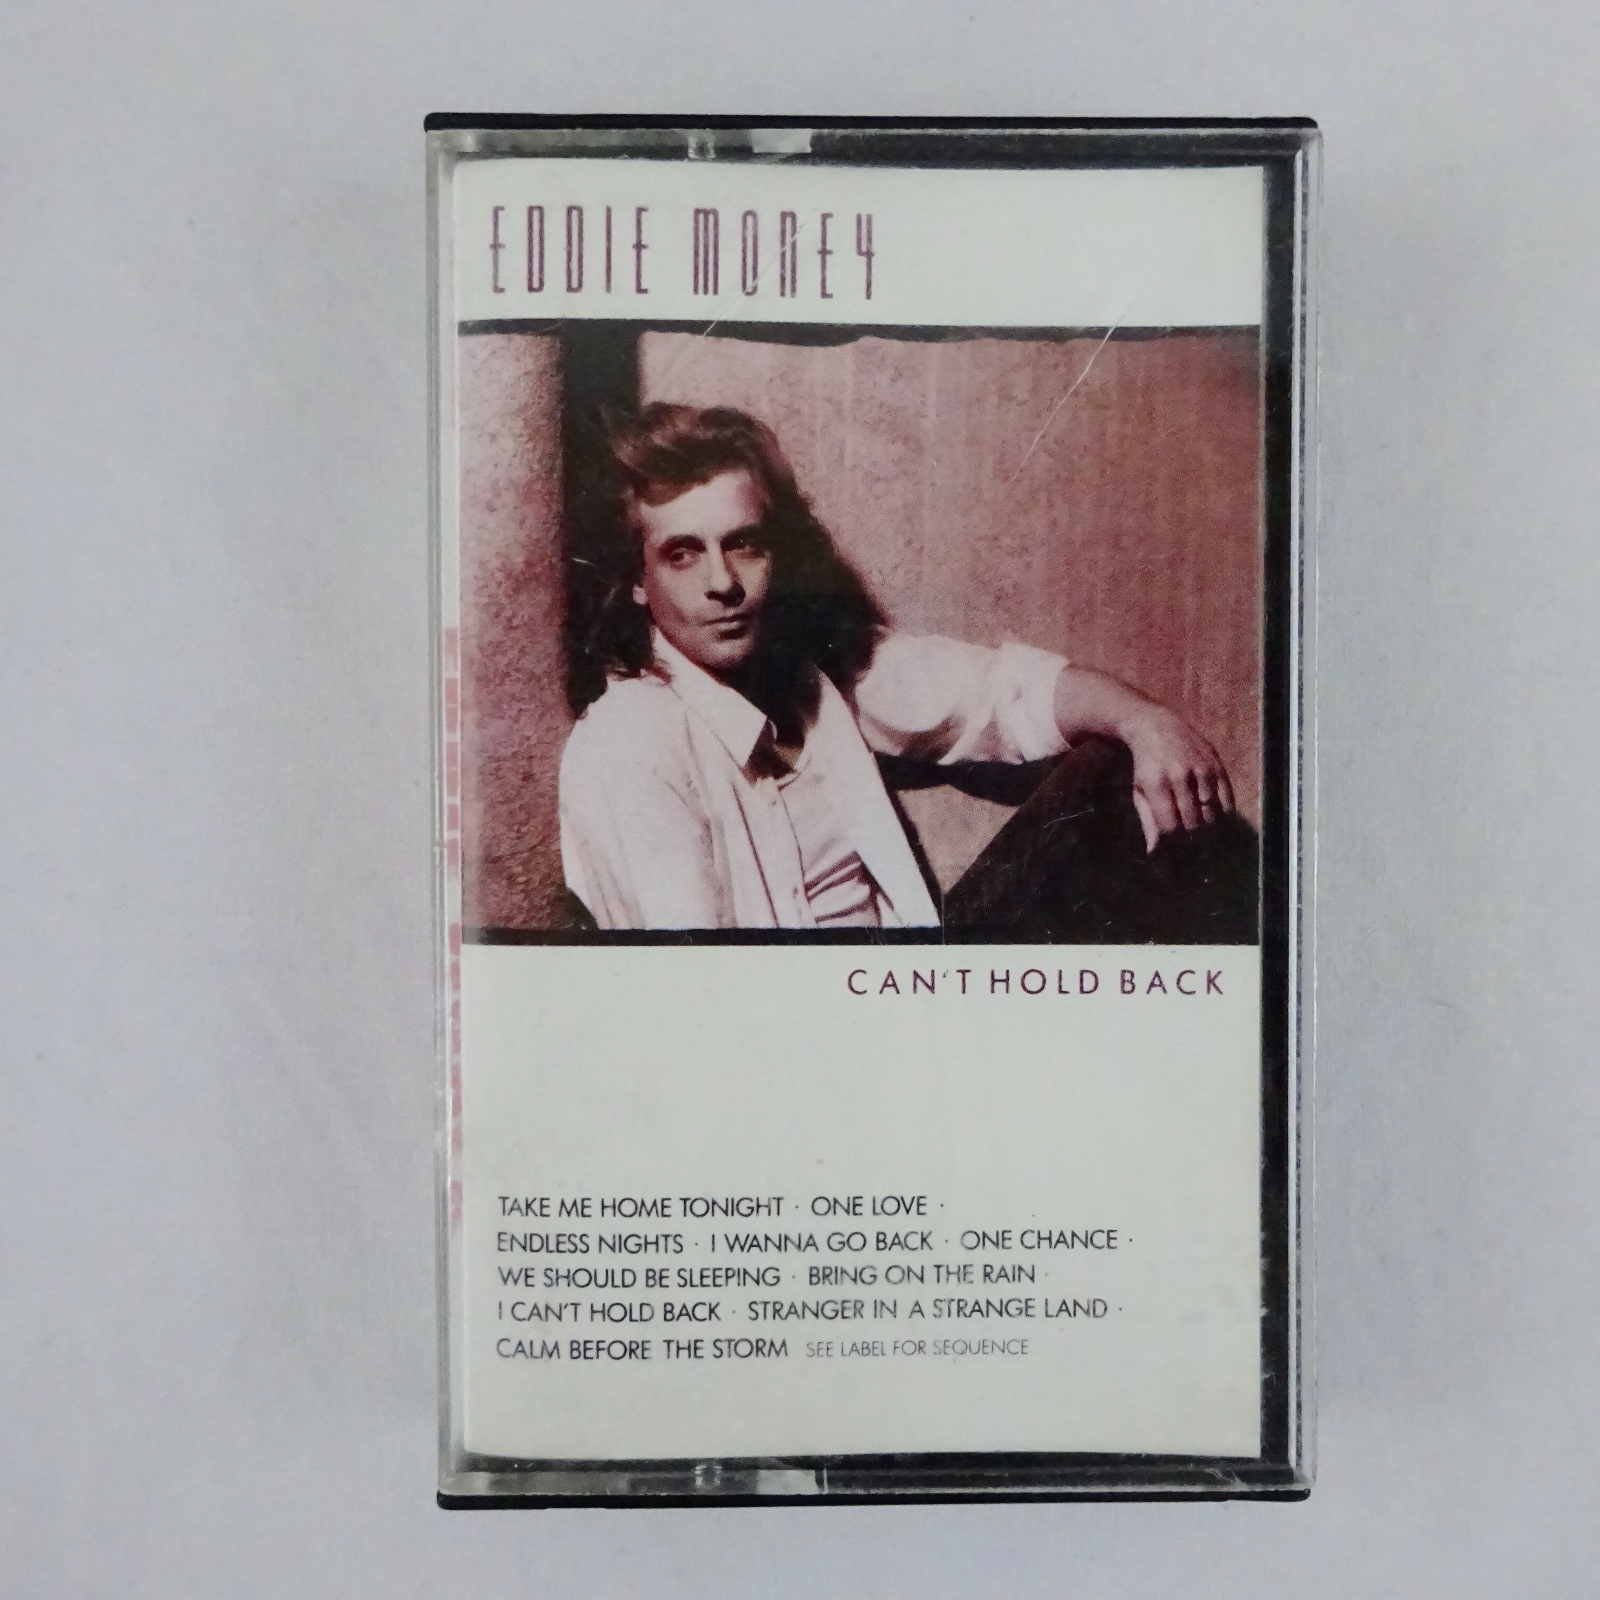 EDDIE MONEY
CAN'T HOLD BACK
TAKE ME HOME TONIGHT · ONE LOVE ·
ENDLESS NIGHTS · I WANNA GO BACK · ONE CHANCE ·
WE SHOULD BE SLEEPING · BRING ON THE RAIN ·
I CAN'T HOLD BACK · STRANGER IN A STRANGE LAND ·
CALM BEFORE THE STORM SEE LABEL FOR SEQUENCE